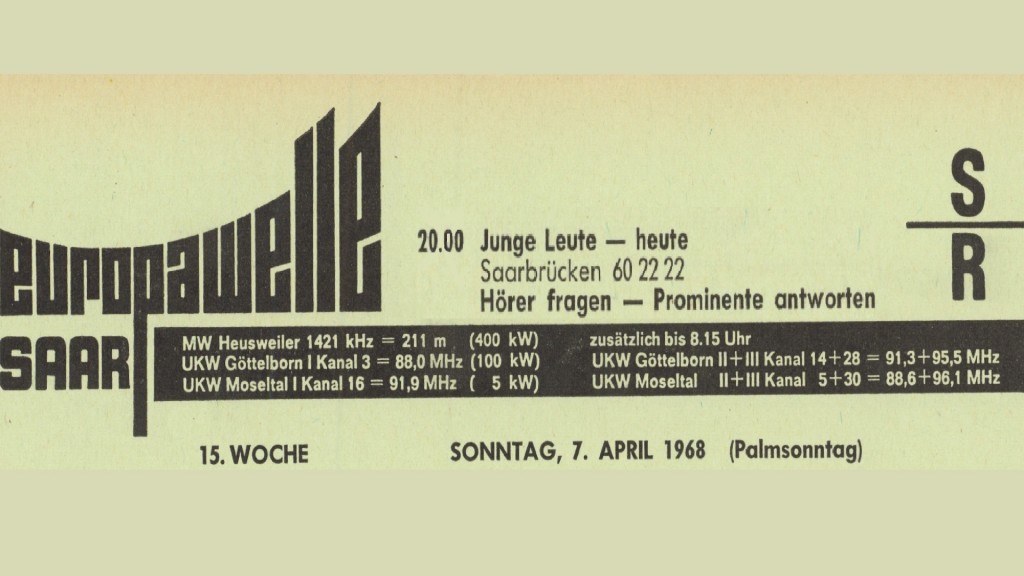 europawelle
SAAR
20.00 Junge Leute — heute
Saarbrücken 60 22 22
Hörer fragen — Prominente antworten
S
R
MW Heusweiler 1421 kHz = 211 m (400 kW)
UKW Göttelborn I Kanal 3 = 88,0 MHz (100 kW)
UKW Moseltal I Kanal 16 = 91,9 MHz ( 5 kW)
zusätzlich bis 8.15 Uhr
UKW Göttelborn II+III Kanal 14+28 = 91,3+95,5 MHz
UKW Moseltal II+III Kanal 5+30 = 88,6+96,1 MHz
15. WOCHE SONNTAG, 7. APRIL 1968 (Palmsonntag)